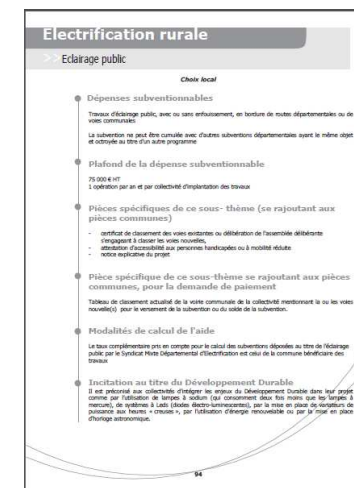 Electrification rurale
>>Eclairage public
Choix local
Dépenses subventionnables
Travaux d'éclairage public, avec ou sans enfouissement, en bordure de routes départementales ou de
voies communales
La subvention ne peut être cumulée avec d'autres subventions départementales ayant le même objet
et octroyée au titre d'un autre programme
Plafond de la dépense subventionnable
75 000 € HT
1 opération par an et par collectivité d'implantation des travaux
Pièces spécifiques de ce sous- thème (se rajoutant aux
pièces communes)
- certificat de classement des voies existantes ou délibération de l'assemblée délibérante
s'engageant à classer les voies nouvelles,
- attestation d'accessibilité aux personnes handicapées ou à mobilité réduite
- notice explicative du projet
Pièce spécifique de ce sous-thème se rajoutant aux pièces
communes, pour la demande de paiement
Tableau de classement actualisé de la voirie communale de la collectivité mentionnant la ou les voies
nouvelle(s) pour le versement de la subvention ou du solde de la subvention.
Modalités de calcul de l'aide
Le taux complémentaire pris en compte pour le calcul des subventions déposées au titre de l'éclairage
public par le Syndicat Mixte Départemental d'Electrification est celui de la commune bénéficiaire des
travaux
Incitation au titre du Développement Durable
Il est préconisé aux collectivités d'intégrer les enjeux du Développement Durable dans leur projet
comme par l'utilisation de lampes à sodium (qui consomment deux fois moins que les lampes à
mercure), de systèmes à Leds (diodes électro-luminescentes), par la mise en place de variateurs de
puissance aux heures « creuses », par l'utilisation d'énergie renouvelable ou par la mise en place
d'horloge astronomique.
94